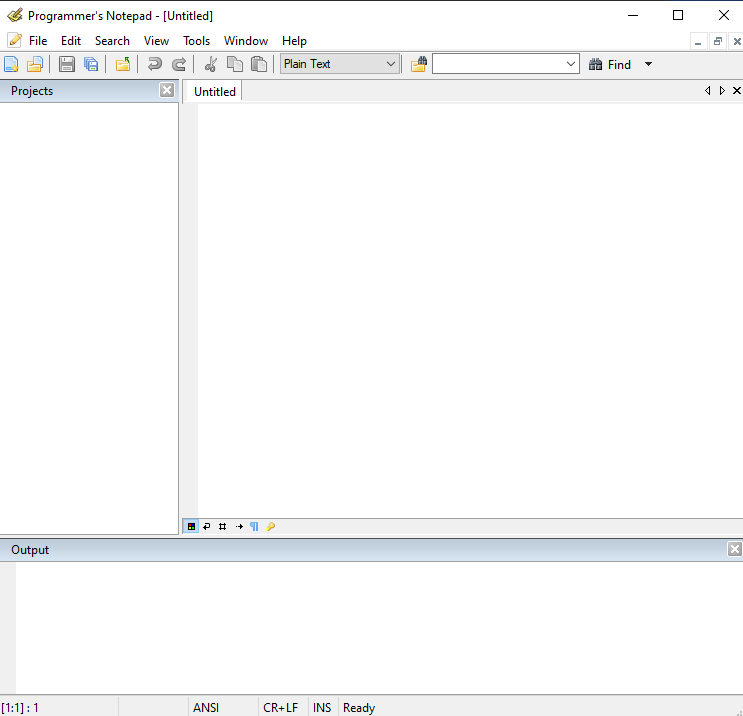 Programmer's Notepad - [Untitled]
File Edit Search View Tools Window Help
Plain Text Find
Projects
Untitled
Output
[1:1] : 1 ANSI CR+LF INS Ready